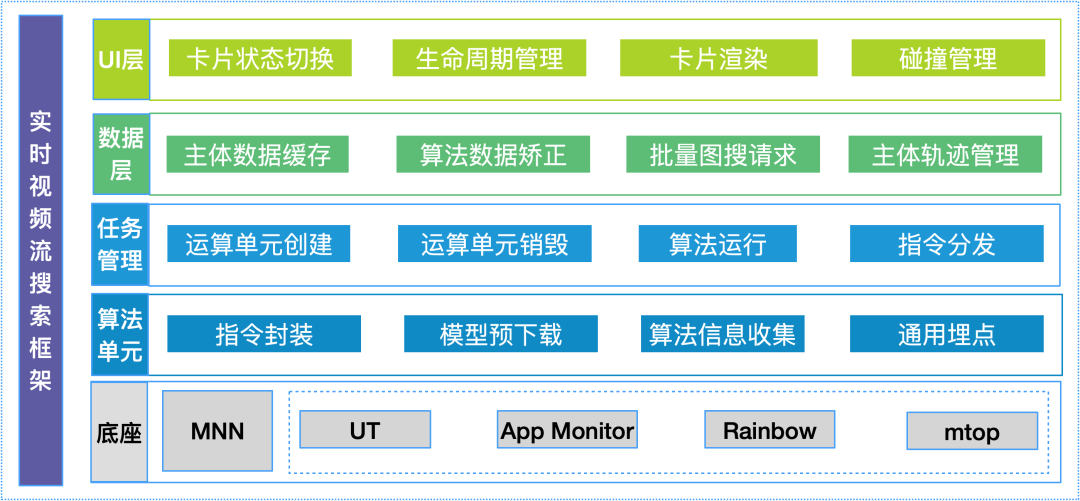 实时视频流搜索框架
UI层
卡片状态切换
生命周期管理
卡片渲染
碰撞管理
数据
层
主体数据缓存
算法数据矫正
批量图搜请求
主体轨迹管理
任务
管理
运算单元创建
运算单元销毁
算法运行
指令分发
算法
单元
指令封装
模型预下载
算法信息收集
通用埋点
底座
MNN
UT
App Monitor
Rainbow
mtop